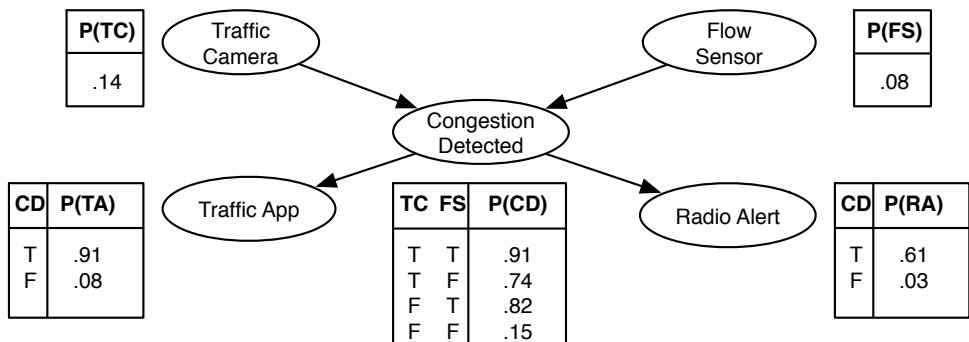 P(TC)
.14
Traffic
Camera
Flow
Sensor
P(FS)
.08
Congestion
Detected
CD P(TA)
T .91
F .08
Traffic App
TC FS P(CD)
T T .91
T F .74
F T .82
F F .15
Radio Alert
CD P(RA)
T .61
F .03